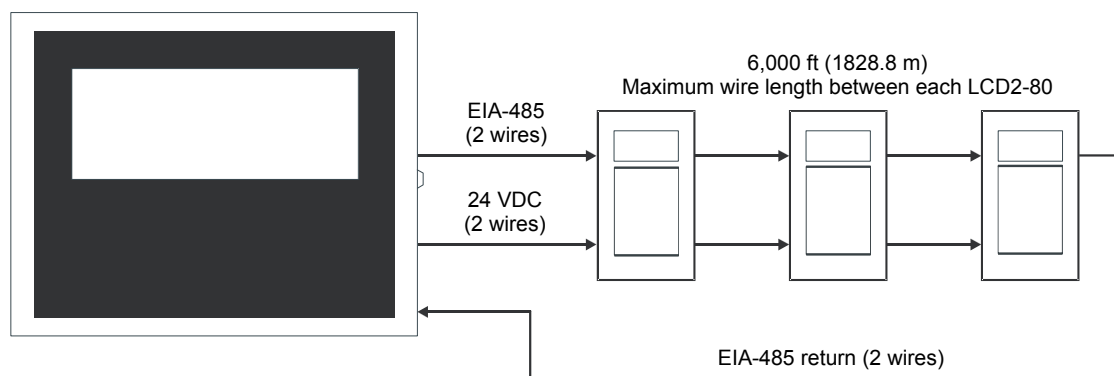 6,000 ft (1828.8 m)
Maximum wire length between each LCD2-80
EIA-485
(2 wires)
24 VDC
(2 wires)
EIA-485 return (2 wires)